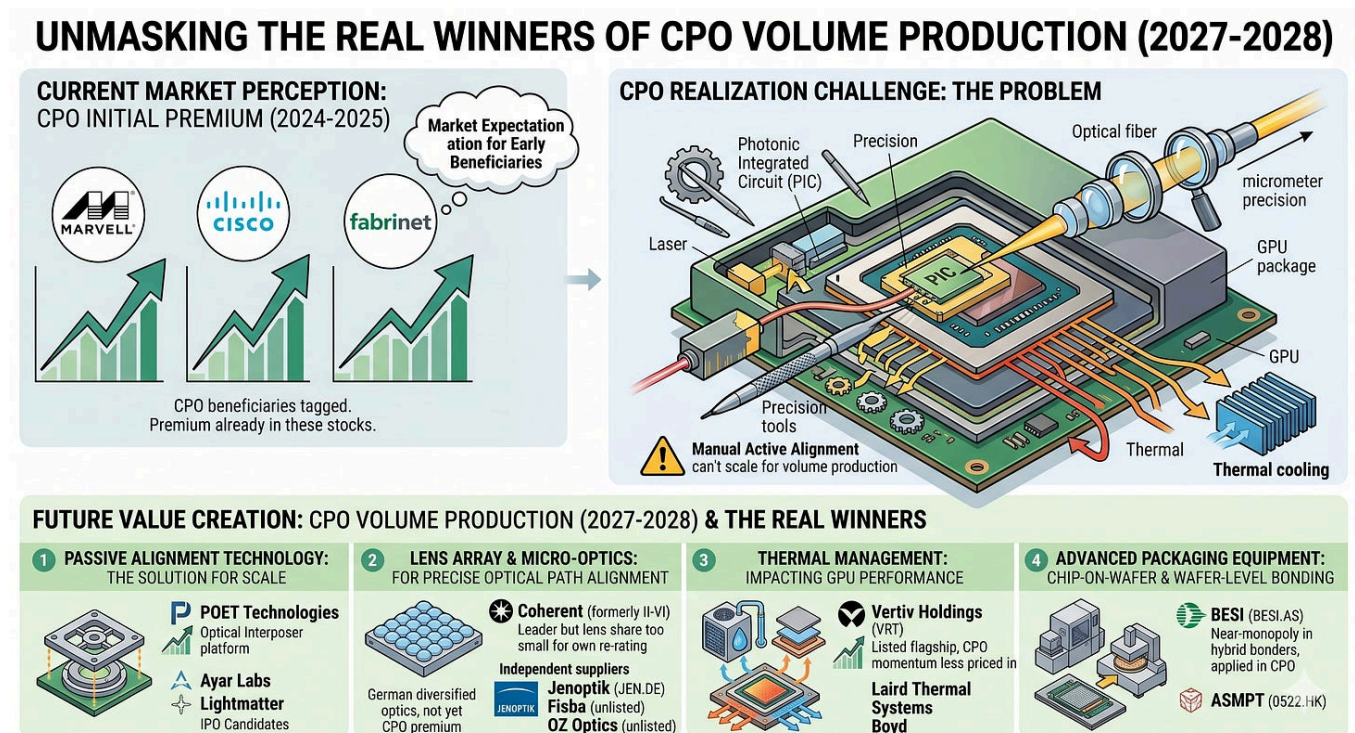 UNMASKING THE REAL WINNERS OF CPO VOLUME PRODUCTION (2027-2028)
CURRENT MARKET PERCEPTION:
CPO INITIAL PREMIUM (2024-2025)
Market Expectation
ation for Early
Beneficiaries
MARVELL®
CISCO
fabrinet
CPO beneficiaries tagged.
Premium already in these stocks.
CPO REALIZATION CHALLENGE: THE PROBLEM
Photonic
Integrated
Circuit (PIC)
Precision
Optical fiber
micrometer
precision
Laser
PIC
GPU
package
GPU
Precision
tools
Manual Active Alignment
can't scale for volume production
Thermal
Thermal cooling
FUTURE VALUE CREATION: CPO VOLUME PRODUCTION (2027-2028) & THE REAL WINNERS
1 PASSIVE ALIGNMENT TECHNOLOGY:
THE SOLUTION FOR SCALE
POET Technologies
Optical Interposer
platform
Ayar Labs
Lightmatter
IPO Candidates
2 LENS ARRAY & MICRO-OPTICS:
FOR PRECISE OPTICAL PATH ALIGNMENT
Coherent (formerly II-VI)
Leader but lens share too
small for own re-rating
Independent suppliers
JENOPTIK
Jenoptik (JEN.DE)
Fisba (unlisted)
OZ Optics (unlisted)
German diversified
optics, not yet
CPO premium
3 THERMAL MANAGEMENT:
IMPACTING GPU PERFORMANCE
Vertiv Holdings
(VRT)
Listed flagship, CPO
momentum less priced in
Laird Thermal
Systems
Boyd
4 ADVANCED PACKAGING EQUIPMENT:
CHIP-ON-WAFER & WAFER-LEVEL BONDING
BESI (BESI.AS)
Near-monopoly in
hybrid bonders,
applied in CPO
ASMPT (0522.HK)